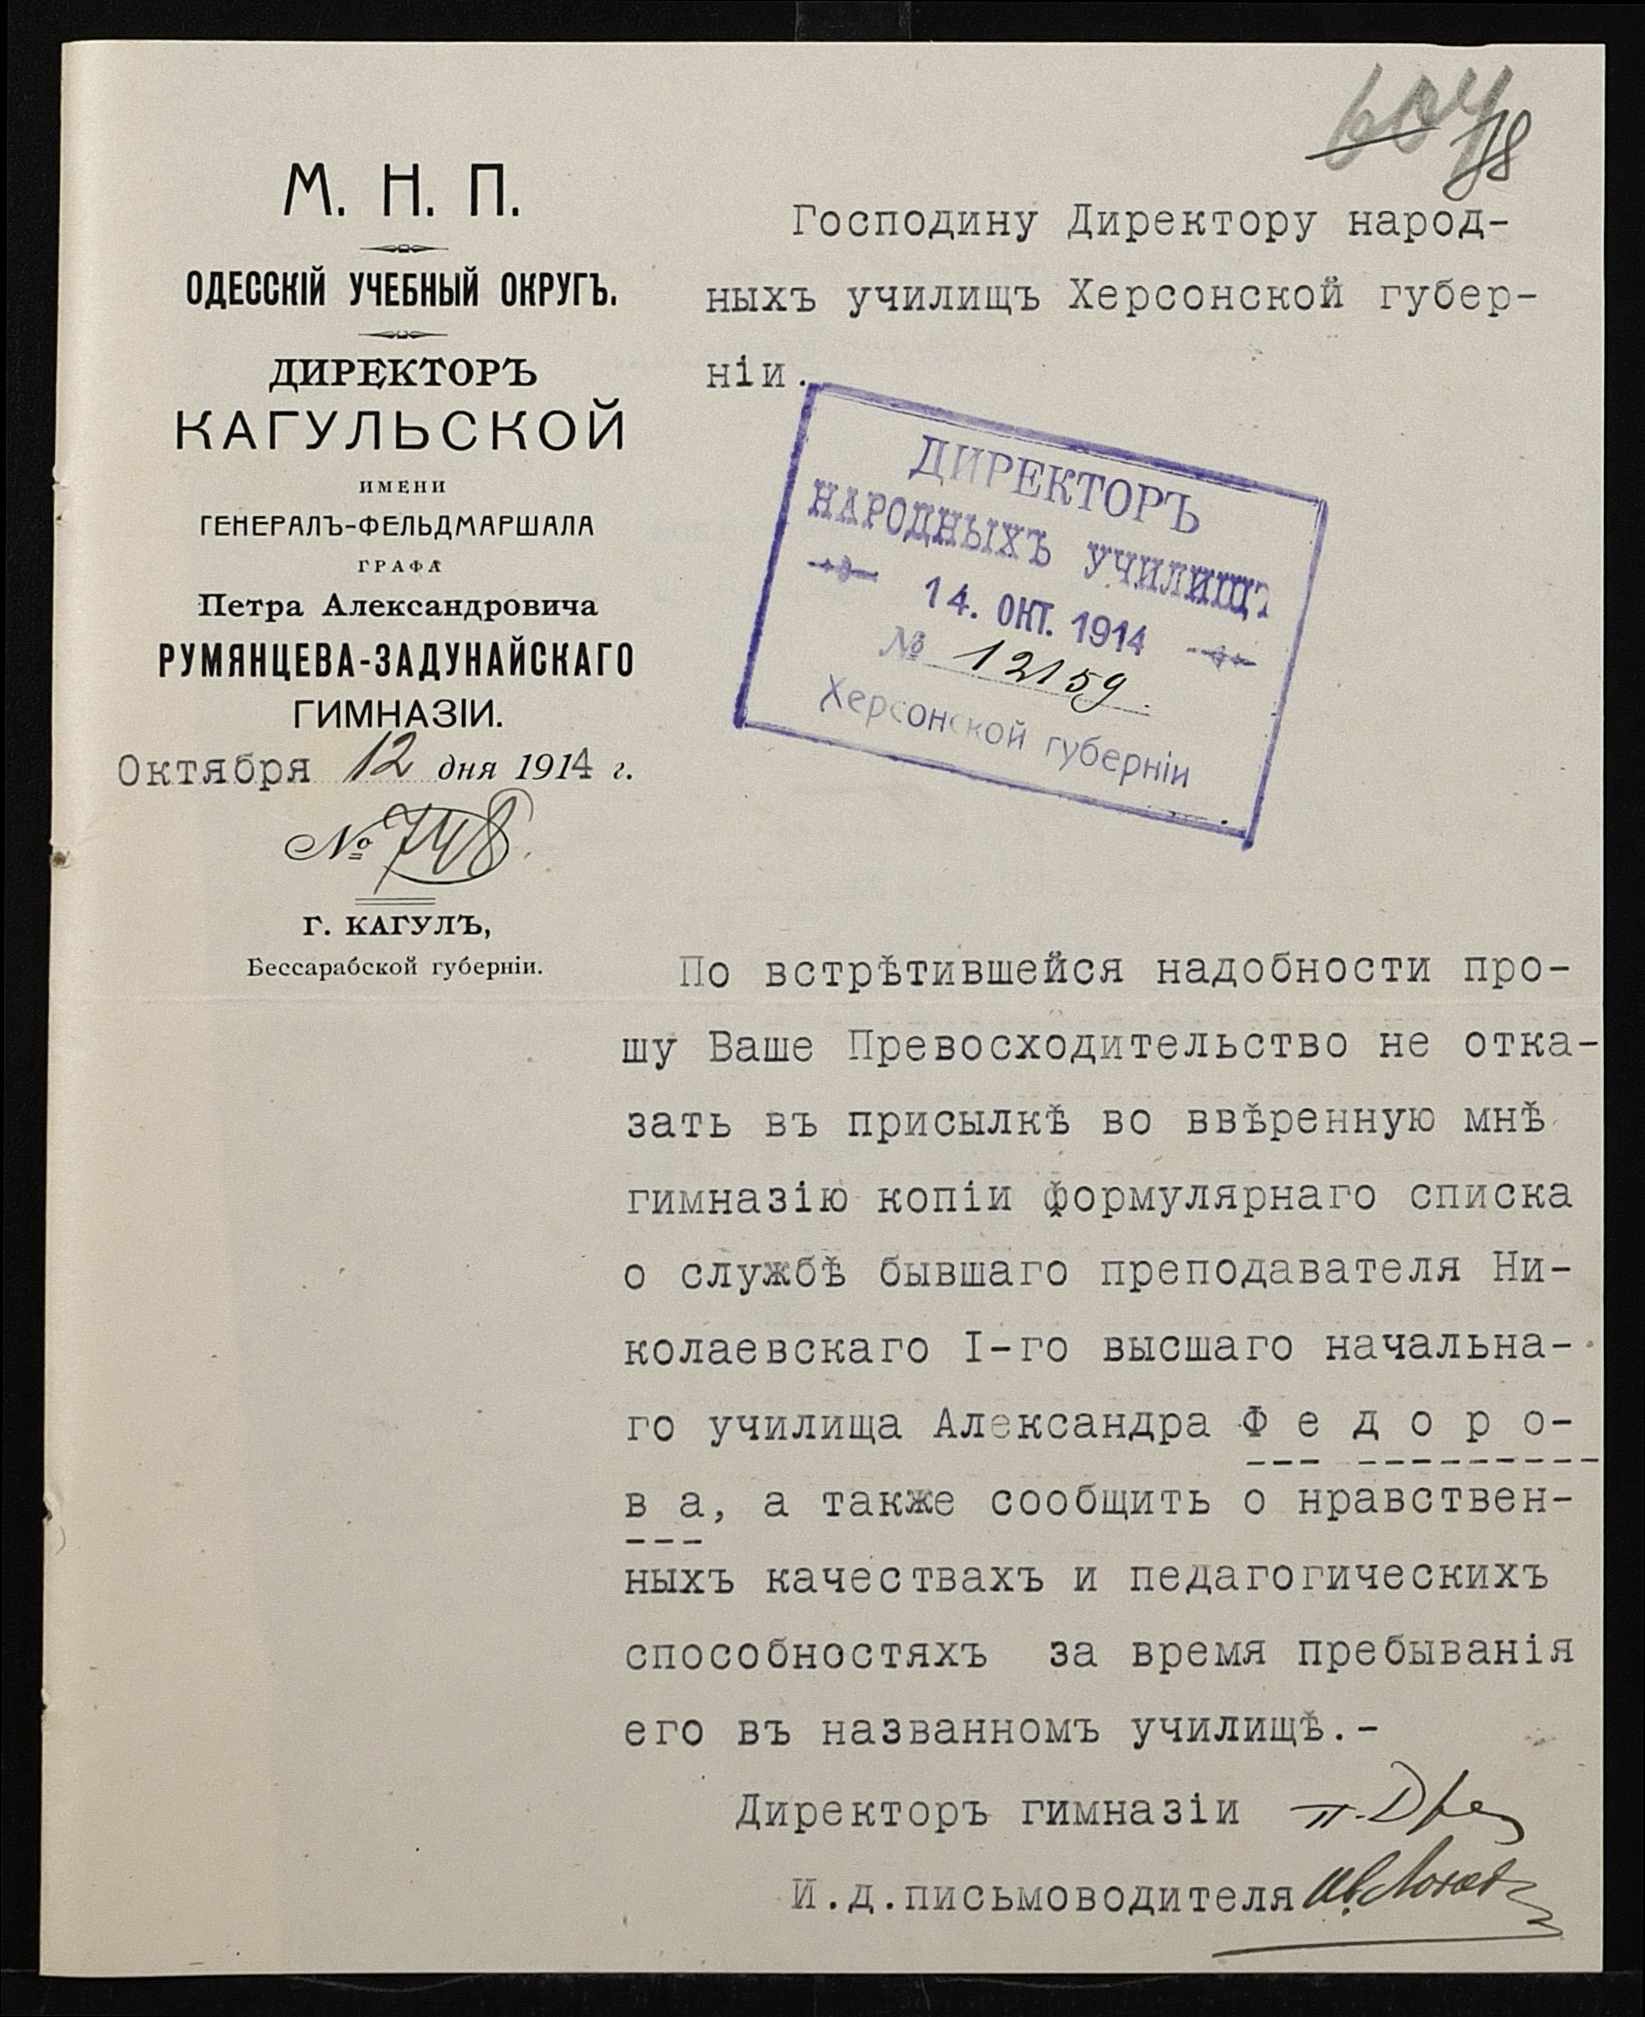 М. Н. П.
ОДЕССКІЙ УЧЕБНЫЙ ОКРУГЪ.
ДИРЕКТОРЪ
КАГУЛЬСКОЙ
ИМЕНИ
ГЕНЕРАЛЪ-ФЕЛЬДМАРШАЛА
ГРАФА
Петра Александровича
РУМЯНЦЕВА-ЗАДУНАЙСКАГО
ГИМНАЗІИ.
Октября 12 дня 1914 г.
№ 748
Г. КАГУЛЪ,
Бессарабской губерніи.
78
Господину Директору народ-
ныхъ училищъ Херсонской губер-
ніи.
ДИРЕКТОРЪ
НАРОДНЫХЪ УЧИЛИЩЪ
14. ОКТ. 1914
№ 12159.
Херсонской губерніи
По встрѣтившейся надобности про-
шу Ваше Превосходительство не отка-
зать въ присылкѣ во ввѣренную мнѣ
гимназію копіи формулярнаго списка
о службѣ бывшаго преподавателя Ни-
колаевскаго I-го высшаго начальна-
го училища Александра Ф е д о р о-
в а, а также сообщить о нравствен-
ныхъ качествахъ и педагогическихъ
способностяхъ за время пребыванія
его въ названномъ училищѣ.-
Директоръ гимназіи
И.д.письмоводителя